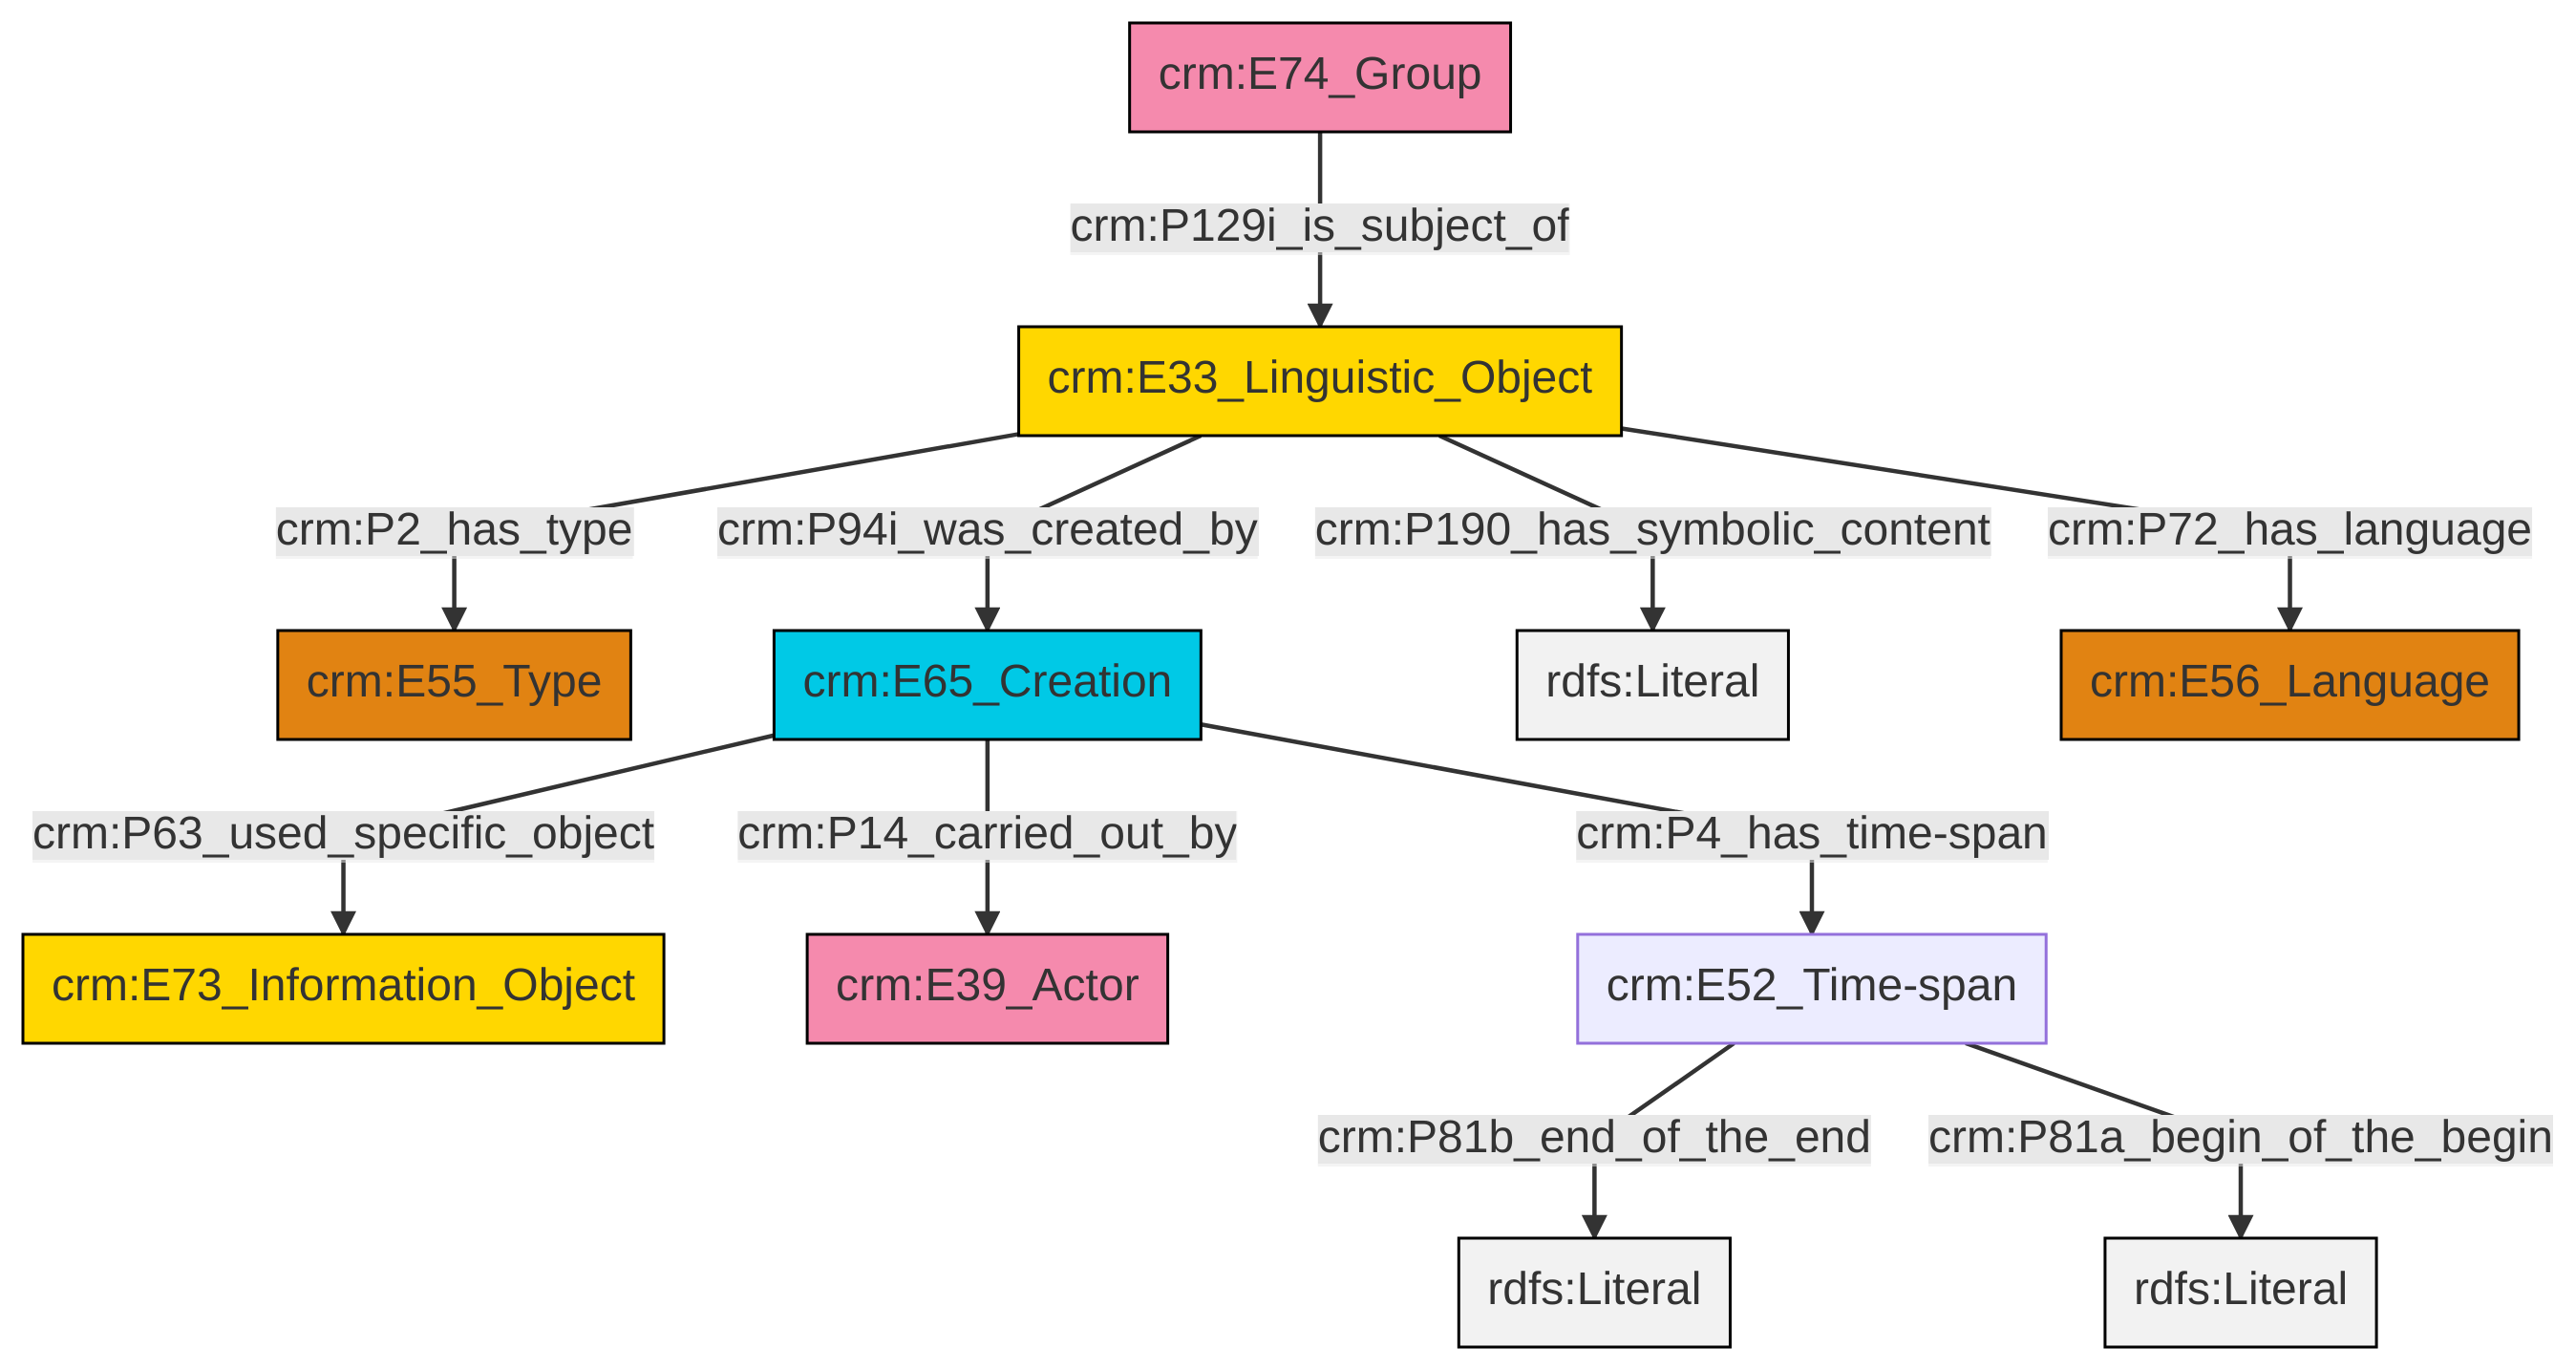 crm:E74_Group
crm:P129i_is_subject_of
crm:E33_Linguistic_Object
crm:P2_has_type
crm:P94i_was_created_by
crm:P190_has_symbolic_content
crm:P72_has_language
crm:E55_Type
crm:E65_Creation
rdfs:Literal
crm:E56_Language
crm:P63_used_specific_object
crm:P14_carried_out_by
crm:P4_has_time-span
crm:E73_Information_Object
crm:E39_Actor
crm:E52_Time-span
crm:P81b_end_of_the_end
crm:P81a_begin_of_the_begin
rdfs:Literal
rdfs:Literal